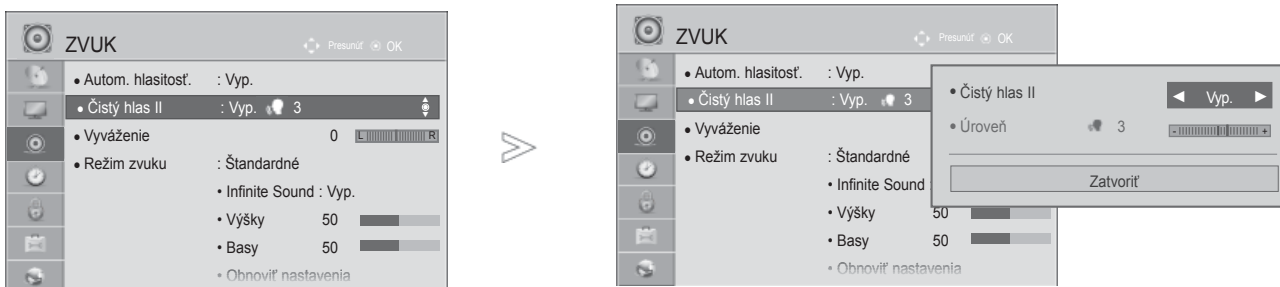 ZVUK
Presunúť OK
• Autom. hlasitosť. : Vyp.
• Čistý hlas II : Vyp. 3
• Vyváženie 0 L R
• Režim zvuku : Štandardné
• Infinite Sound : Vyp.
• Výšky 50
• Basy 50
• Obnoviť nastavenia
ZVUK
Presunúť OK
• Autom. hlasitosť. : Vyp.
• Čistý hlas II : Vyp. 3
• Vyváženie
• Režim zvuku : Štandardné
• Infinite Sound :
• Výšky 50
• Basy 50
• Obnoviť nastavenia
• Čistý hlas II ◄ Vyp. ►
• Úroveň 3 - +
Zatvoriť